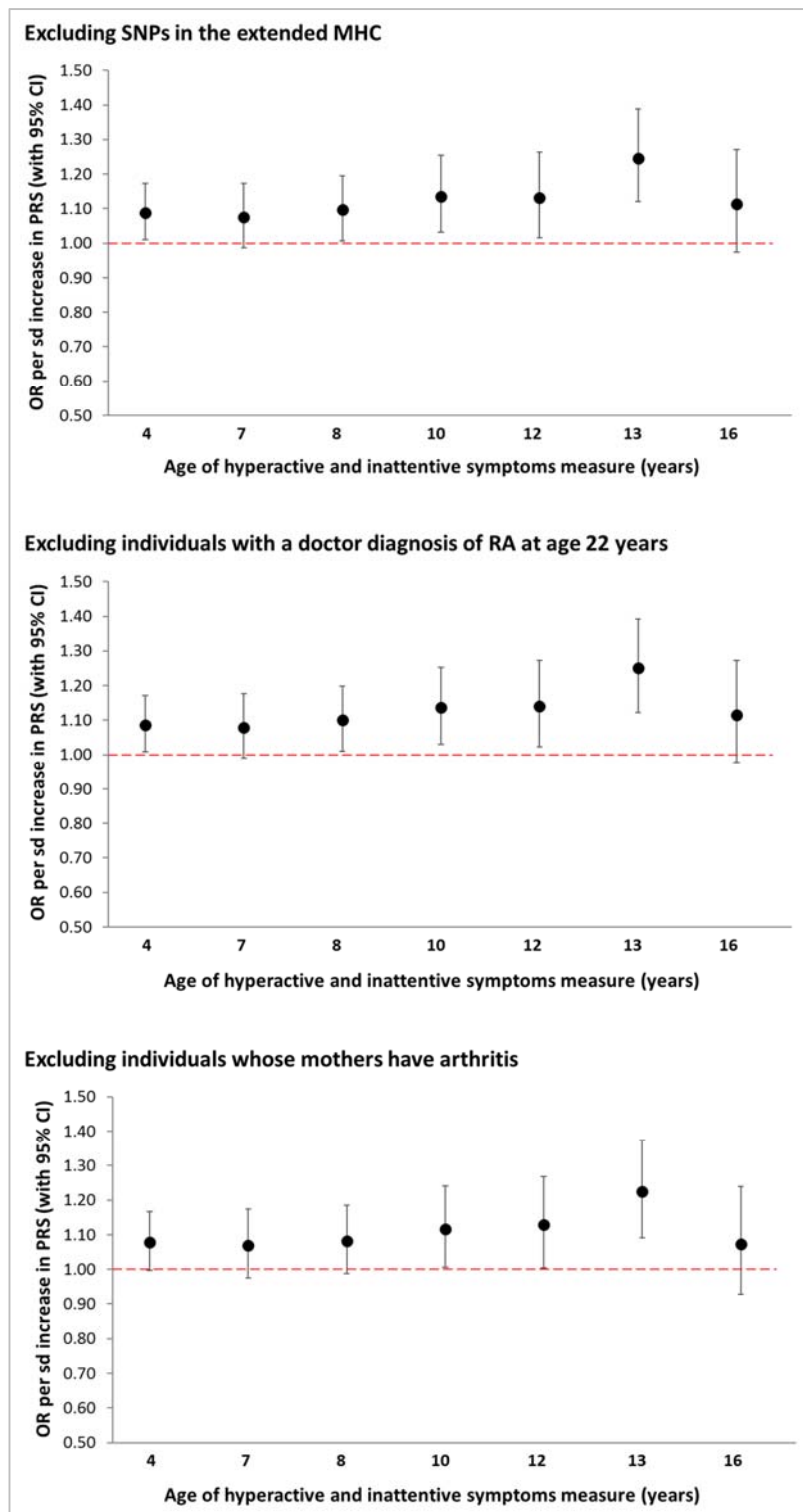 Excluding SNPs in the extended MHC
OR per sd increase in PRS (with 95% CI)
1.50
1.40
1.30
1.20
1.10
1.00
0.90
0.80
0.70
0.60
0.50
4 7 8 10 12 13 16
Age of hyperactive and inattentive symptoms measure (years)
Excluding individuals with a doctor diagnosis of RA at age 22 years
OR per sd increase in PRS (with 95% CI)
1.50
1.40
1.30
1.20
1.10
1.00
0.90
0.80
0.70
0.60
0.50
4 7 8 10 12 13 16
Age of hyperactive and inattentive symptoms measure (years)
Excluding individuals whose mothers have arthritis
OR per sd increase in PRS (with 95% CI)
1.50
1.40
1.30
1.20
1.10
1.00
0.90
0.80
0.70
0.60
0.50
4 7 8 10 12 13 16
Age of hyperactive and inattentive symptoms measure (years)